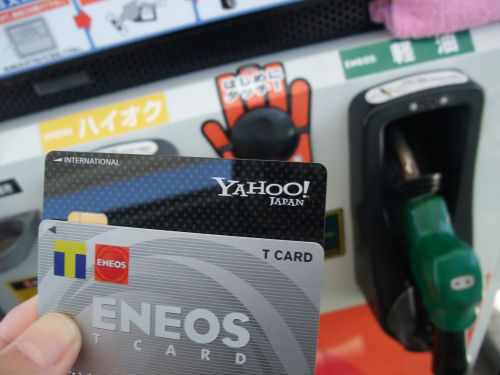 ENEOS 軽油
はじめに
タッチ!
ENEOS ハイオク
INTERNATIONAL
YAHOO!
JAPAN
T ENEOS
T CARD
ENEOS
T CARD